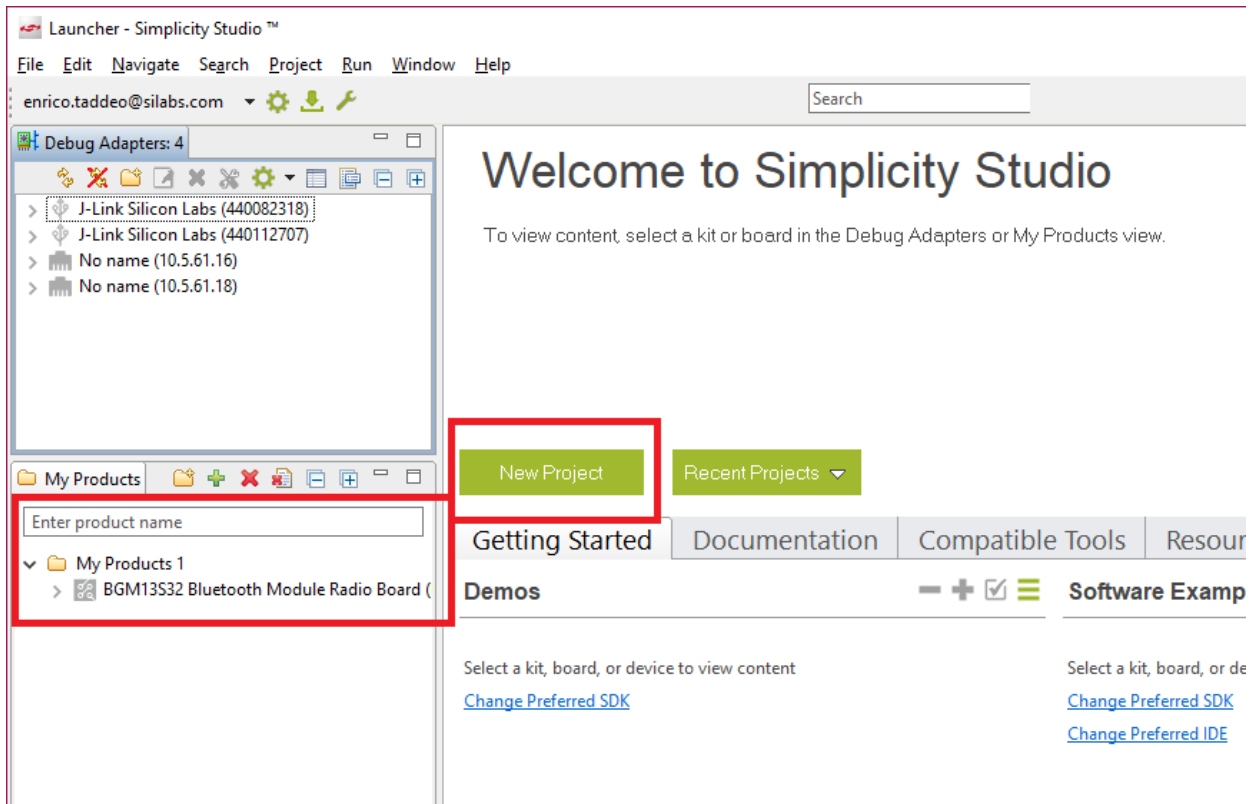 Launcher - Simplicity Studio ™
File Edit Navigate Search Project Run Window Help
enrico.taddeo@silabs.com
Search
Debug Adapters: 4
J-Link Silicon Labs (440082318)
J-Link Silicon Labs (440112707)
No name (10.5.61.16)
No name (10.5.61.18)
Welcome to Simplicity Studio
To view content, select a kit or board in the Debug Adapters or My Products view.
New Project
Recent Projects
My Products
Enter product name
My Products 1
BGM13S32 Bluetooth Module Radio Board (
Getting Started
Documentation
Compatible Tools
Resour
Demos
Select a kit, board, or device to view content
Change Preferred SDK
Software Examp
Select a kit, board, or de
Change Preferred SDK
Change Preferred IDE